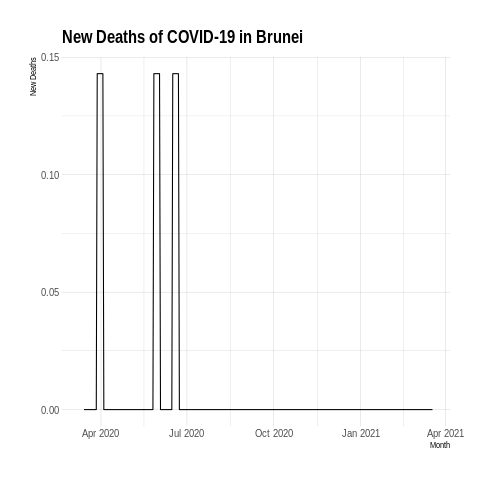 New Deaths of COVID-19 in Brunei
New Deaths
0.15
0.10
0.05
0.00
Apr 2020 Jul 2020 Oct 2020 Jan 2021 Apr 2021
Month